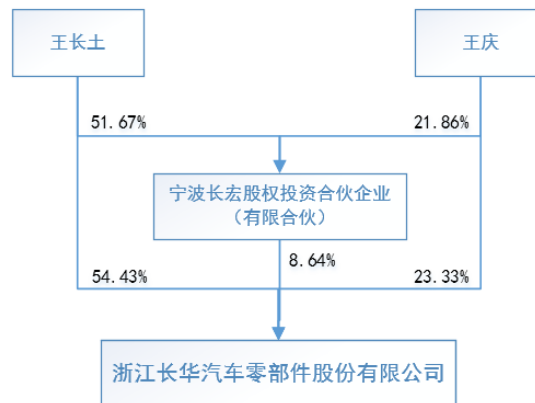 王长土
王庆
51.67%
21.86%
宁波长宏股权投资合伙企业
（有限合伙）
8.64%
54.43%
23.33%
浙江长华汽车零部件股份有限公司